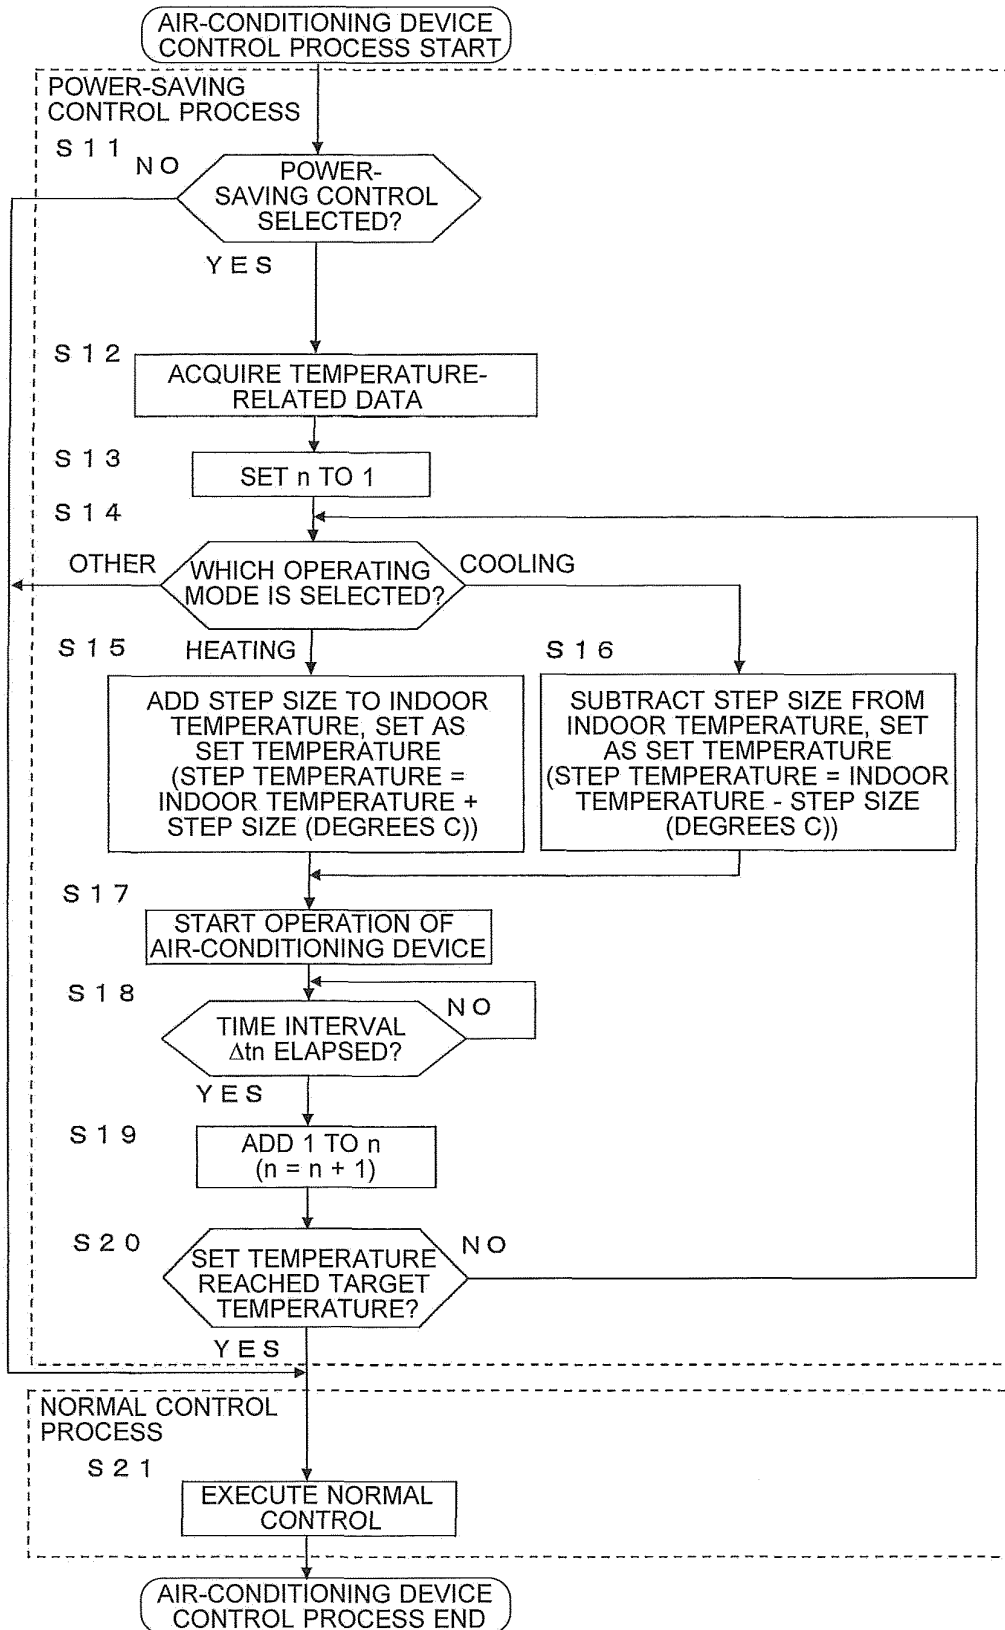 AIR-CONDITIONING DEVICE
CONTROL PROCESS START
POWER-SAVING
CONTROL PROCESS
S11
NO
POWER-
SAVING CONTROL
SELECTED?
YES
S12
ACQUIRE TEMPERATURE-
RELATED DATA
S13
SET n TO 1
S14
OTHER
WHICH OPERATING
MODE IS SELECTED?
COOLING
S15
HEATING
S16
ADD STEP SIZE TO INDOOR
TEMPERATURE, SET AS
SET TEMPERATURE
(STEP TEMPERATURE =
INDOOR TEMPERATURE +
STEP SIZE (DEGREES C))
SUBTRACT STEP SIZE FROM
INDOOR TEMPERATURE, SET
AS SET TEMPERATURE
(STEP TEMPERATURE = INDOOR
TEMPERATURE - STEP SIZE
(DEGREES C))
S17
START OPERATION OF
AIR-CONDITIONING DEVICE
S18
NO
TIME INTERVAL
Δtn ELAPSED?
YES
S19
ADD 1 TO n
(n = n + 1)
S20
NO
SET TEMPERATURE
REACHED TARGET
TEMPERATURE?
YES
NORMAL CONTROL
PROCESS
S21
EXECUTE NORMAL
CONTROL
AIR-CONDITIONING DEVICE
CONTROL PROCESS END